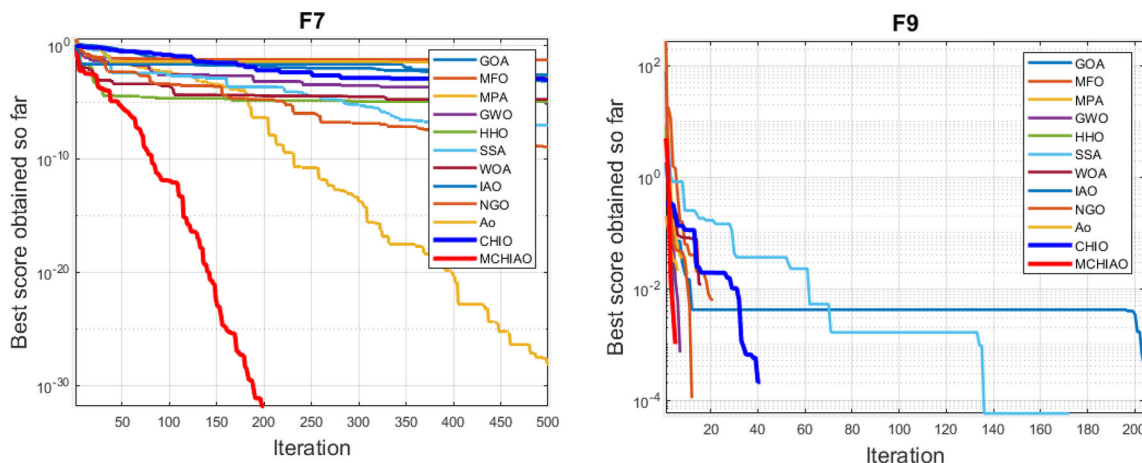 F7
Best score obtained so far
10^0
10^-10
10^-20
10^-30
50 100 150 200 250 300 350 400 450 500
Iteration
GOA
MFO
MPA
GWO
HHO
SSA
WOA
IAO
NGO
Ao
CHIO
MCHIAO
F9
Best score obtained so far
10^2
10^0
10^-2
10^-4
20 40 60 80 100 120 140 160 180 200
Iteration
GOA
MFO
MPA
GWO
HHO
SSA
WOA
IAO
NGO
Ao
CHIO
MCHIAO